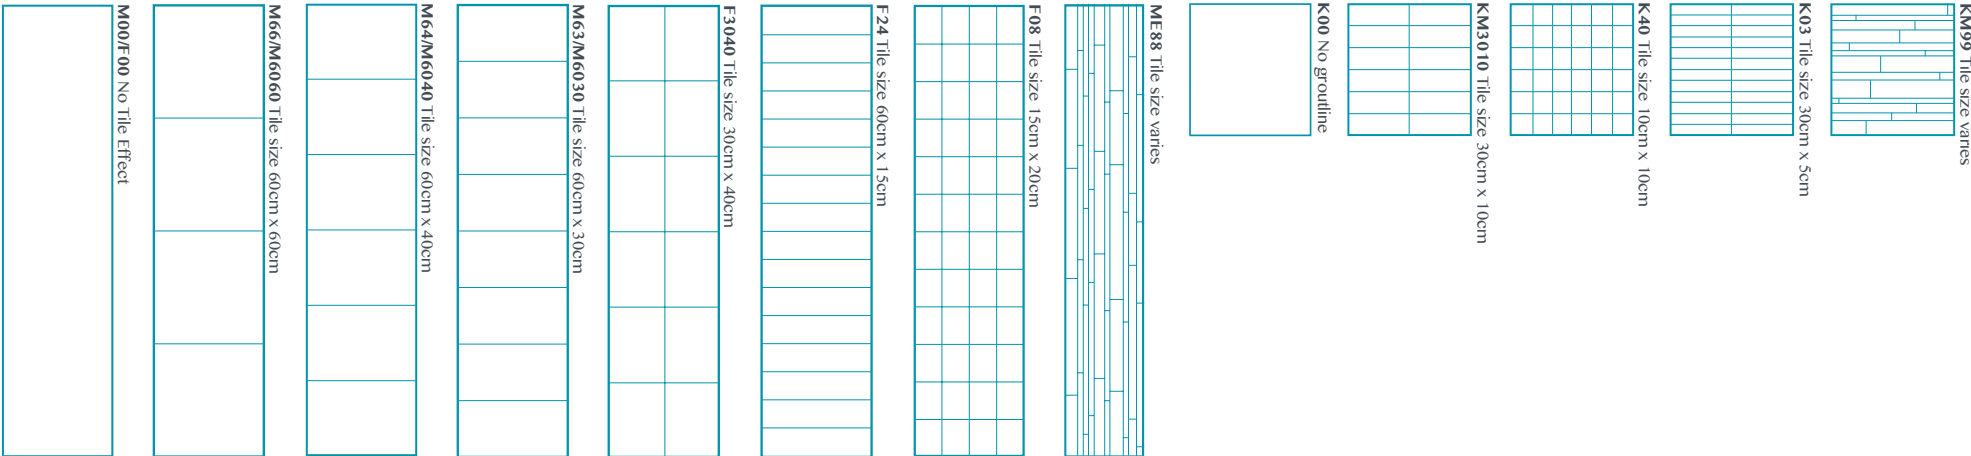 M00/F00 No Tile Effect
M66/M6060 Tile size 60cm x 60cm
M64/M6040 Tile size 60cm x 40cm
M63/M6030 Tile size 60cm x 30cm
F3040 Tile size 30cm x 40cm
F24 Tile size 60cm x 15cm
F08 Tile size 15cm x 20cm
ME88 Tile size varies
K00 No groutline
KM3010 Tile size 30cm x 10cm
K40 Tile size 10cm x 10cm
K03 Tile size 30cm x 5cm
KM99 Tile size varies